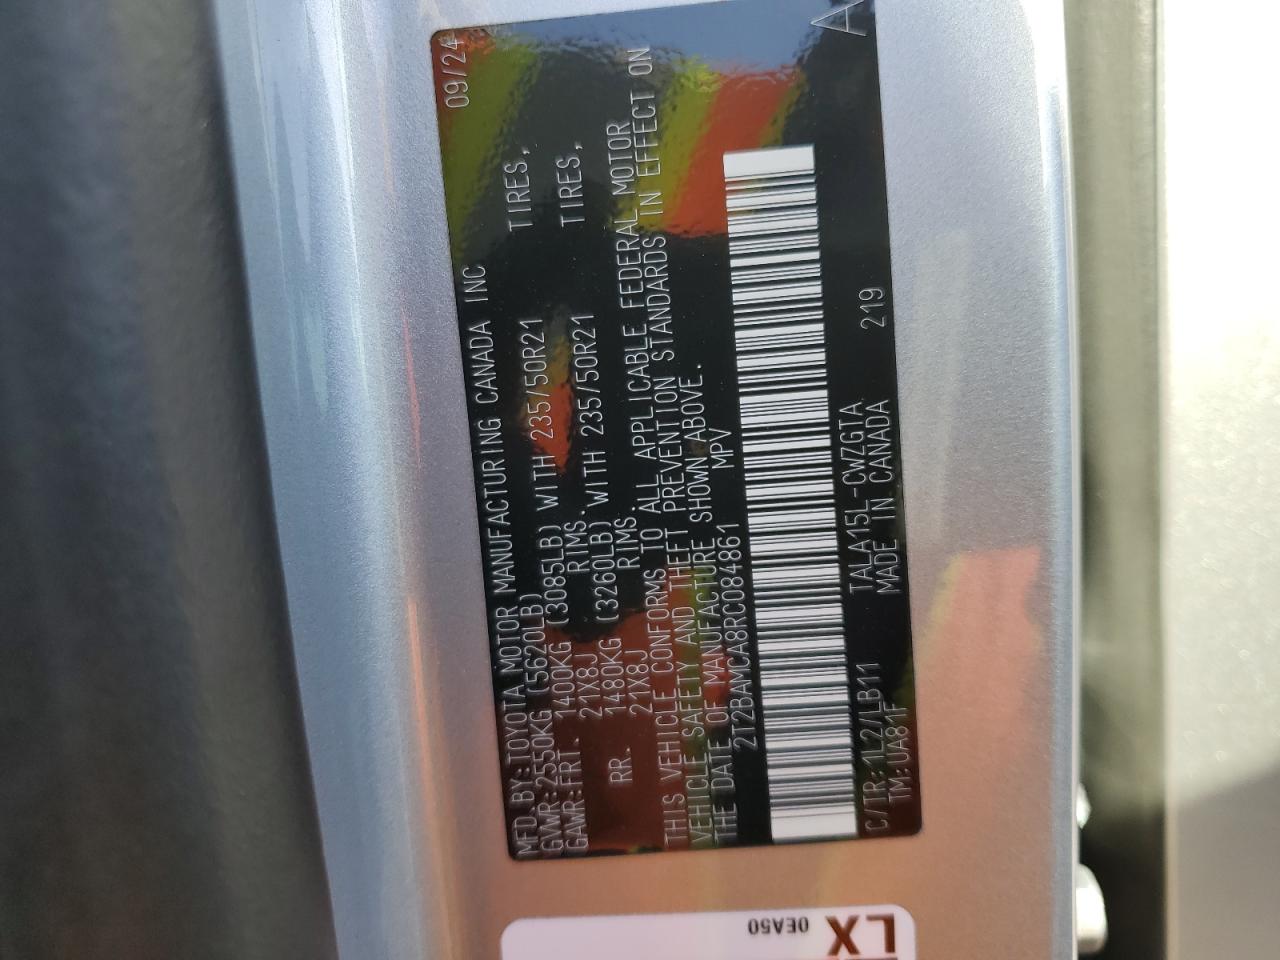 MFD.BY:TOYOTA MOTOR MANUFACTURING CANADA INC 09/24
GVWR:2550KG (5620LB)
GAWR:FRT. 1400KG (3085LB) WITH 235/50R21 TIRES,
21X8J RIMS.
RR. 1480KG (3260LB) WITH 235/50R21 TIRES,
21X8J RIMS.
THIS VEHICLE CONFORMS TO ALL APPLICABLE FEDERAL MOTOR
VEHICLE SAFETY AND THEFT PREVENTION STANDARDS IN EFFECT ON
THE DATE OF MANUFACTURE SHOWN ABOVE.
2T2BAMCA8RC084861 MPV
C/TR:1L2/LB11 TALA15L-CWZGTA 219
TM:UA81F MADE IN CANADA
A
LX
0EA50